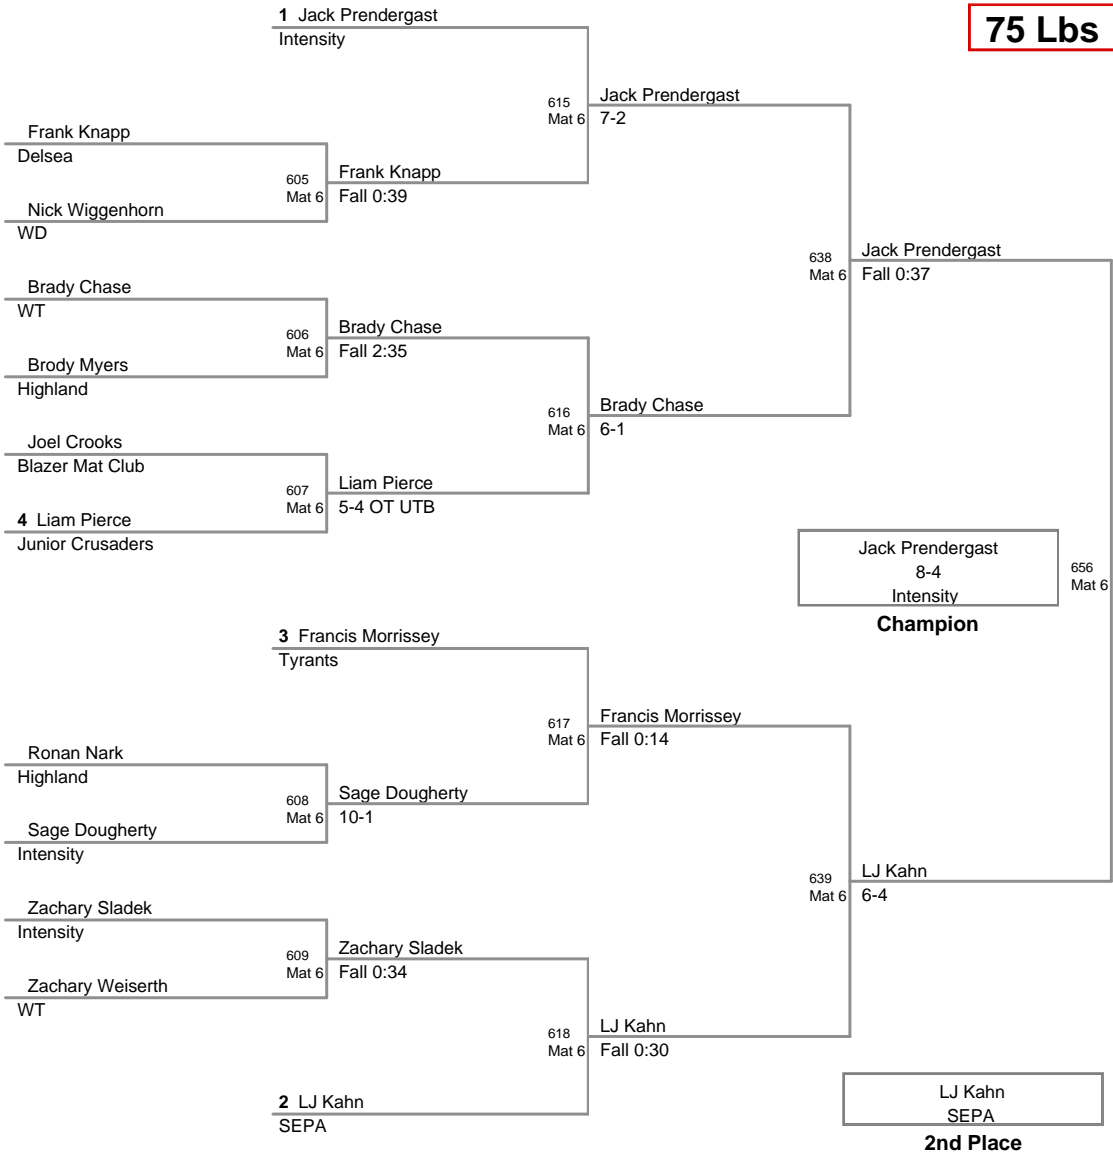 1 Jack Prendergast
Intensity
75 Lbs
615
Mat 6
Jack Prendergast
7-2
Frank Knapp
Delsea
605
Mat 6
Frank Knapp
Fall 0:39
Nick Wiggenhorn
WD
638
Mat 6
Jack Prendergast
Fall 0:37
Brady Chase
WT
606
Mat 6
Brady Chase
Fall 2:35
Brody Myers
Highland
616
Mat 6
Brady Chase
6-1
Joel Crooks
Blazer Mat Club
607
Mat 6
Liam Pierce
5-4 OT UTB
4 Liam Pierce
Junior Crusaders
Jack Prendergast
8-4
Intensity
Champion
656
Mat 6
3 Francis Morrissey
Tyrants
617
Mat 6
Francis Morrissey
Fall 0:14
Ronan Nark
Highland
608
Mat 6
Sage Dougherty
10-1
Sage Dougherty
Intensity
639
Mat 6
LJ Kahn
6-4
Zachary Sladek
Intensity
609
Mat 6
Zachary Sladek
Fall 0:34
Zachary Weiserth
WT
618
Mat 6
LJ Kahn
Fall 0:30
2 LJ Kahn
SEPA
LJ Kahn
SEPA
2nd Place